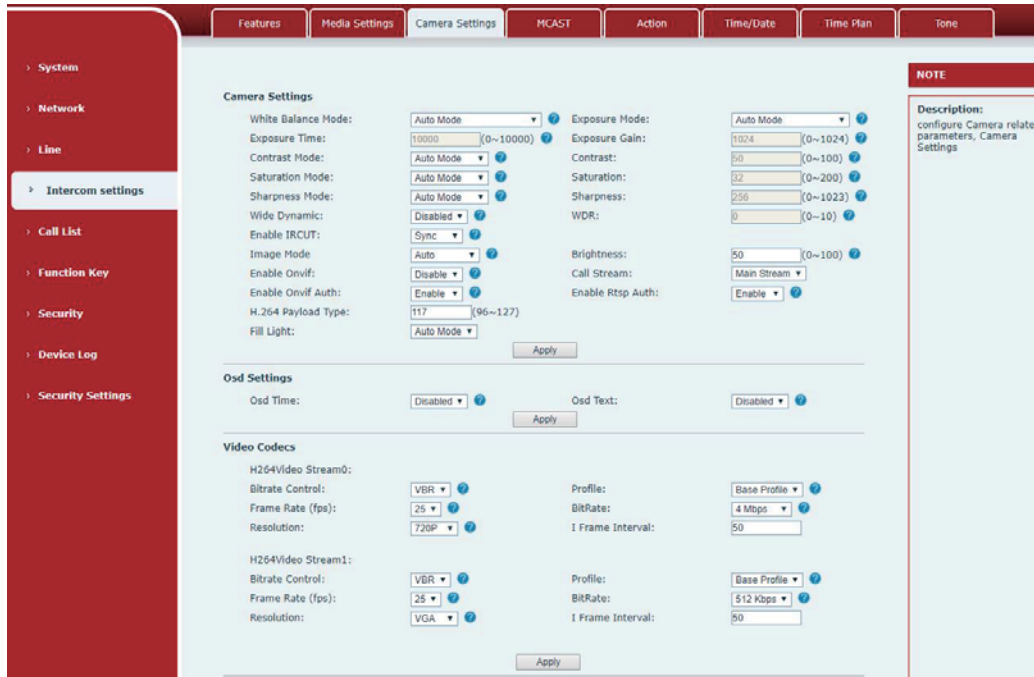 Features Media Settings Camera Settings MCAST Action Time/Date Time Plan Tone
› System
› Network
› Line
› Intercom settings
› Call List
› Function Key
› Security
› Device Log
› Security Settings
Camera Settings
White Balance Mode: Auto Mode Exposure Mode: Auto Mode
Exposure Time: 10000 (0~10000) Exposure Gain: 1024 (0~1024)
Contrast Mode: Auto Mode Contrast: 50 (0~100)
Saturation Mode: Auto Mode Saturation: 32 (0~200)
Sharpness Mode: Auto Mode Sharpness: 256 (0~1023)
Wide Dynamic: Disabled WDR: 0 (0~10)
Enable IRCUT: Sync
Image Mode Auto Brightness: 50 (0~100)
Enable Onvif: Disable Call Stream: Main Stream
Enable Onvif Auth: Enable Enable Rtsp Auth: Enable
H.264 Payload Type: 117 (96~127)
Fill Light: Auto Mode
Apply
Osd Settings
Osd Time: Disabled Osd Text: Disabled
Apply
Video Codecs
H264Video Stream0:
Bitrate Control: VBR Profile: Base Profile
Frame Rate (fps): 25 BitRate: 4 Mbps
Resolution: 720P I Frame Interval: 50
H264Video Stream1:
Bitrate Control: VBR Profile: Base Profile
Frame Rate (fps): 25 BitRate: 512 Kbps
Resolution: VGA I Frame Interval: 50
Apply
NOTE
Description:
configure Camera relate
parameters, Camera
Settings